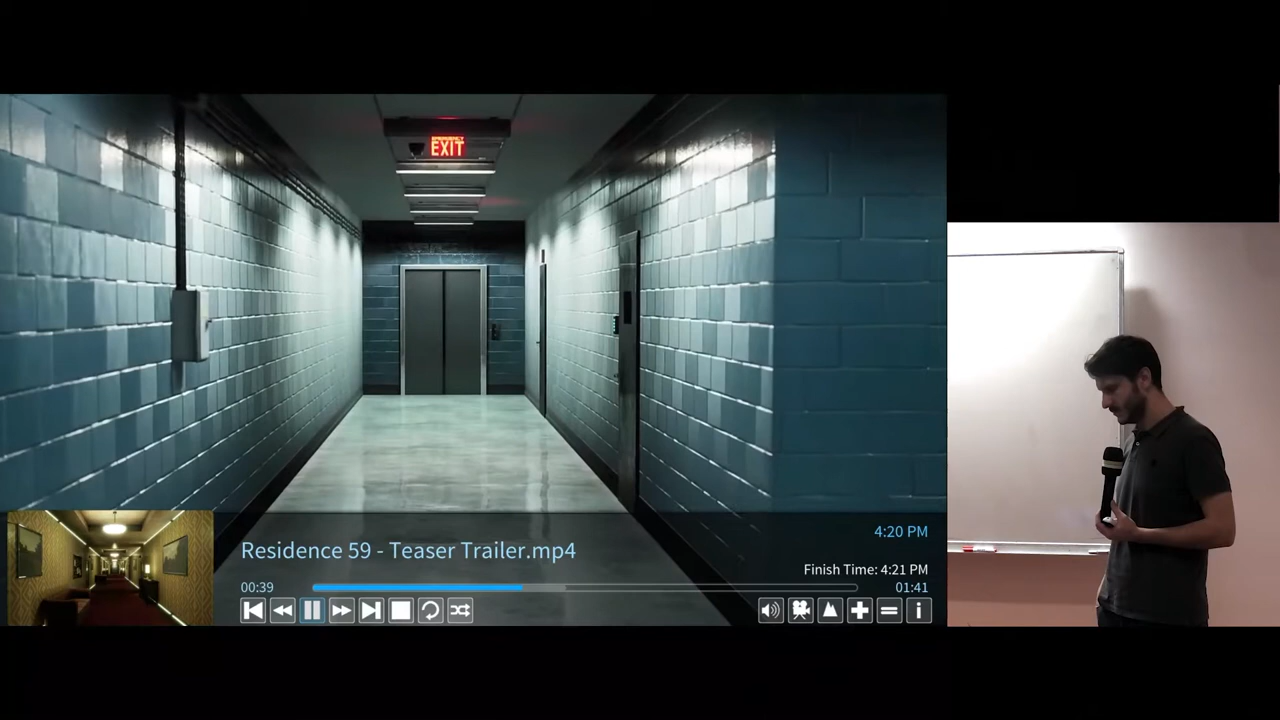 EXIT
4:20 PM
Residence 59 - Teaser Trailer.mp4
Finish Time: 4:21 PM
00:39
01:41